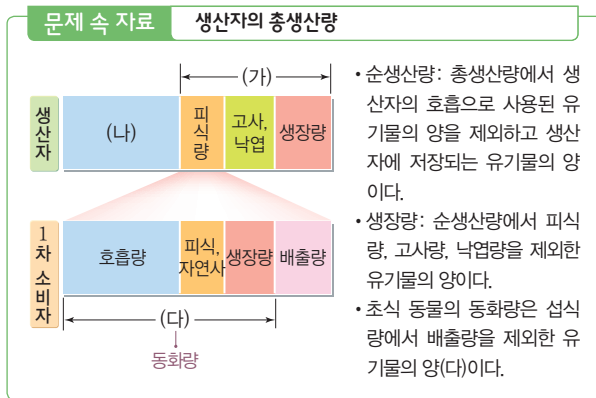 문제 속 자료 생산자의 총생산량
(가)
생산자
(나)
피식량
고사, 낙엽
생장량
1차 소비자
호흡량
피식, 자연사
생장량
배출량
(다)
동화량
• 순생산량: 총생산량에서 생
산자의 호흡으로 사용된 유
기물의 양을 제외하고 생산
자에 저장되는 유기물의 양
이다.
• 생장량: 순생산량에서 피식
량, 고사량, 낙엽량을 제외한
유기물의 양이다.
• 초식 동물의 동화량은 섭식
량에서 배출량을 제외한 유
기물의 양(다)이다.